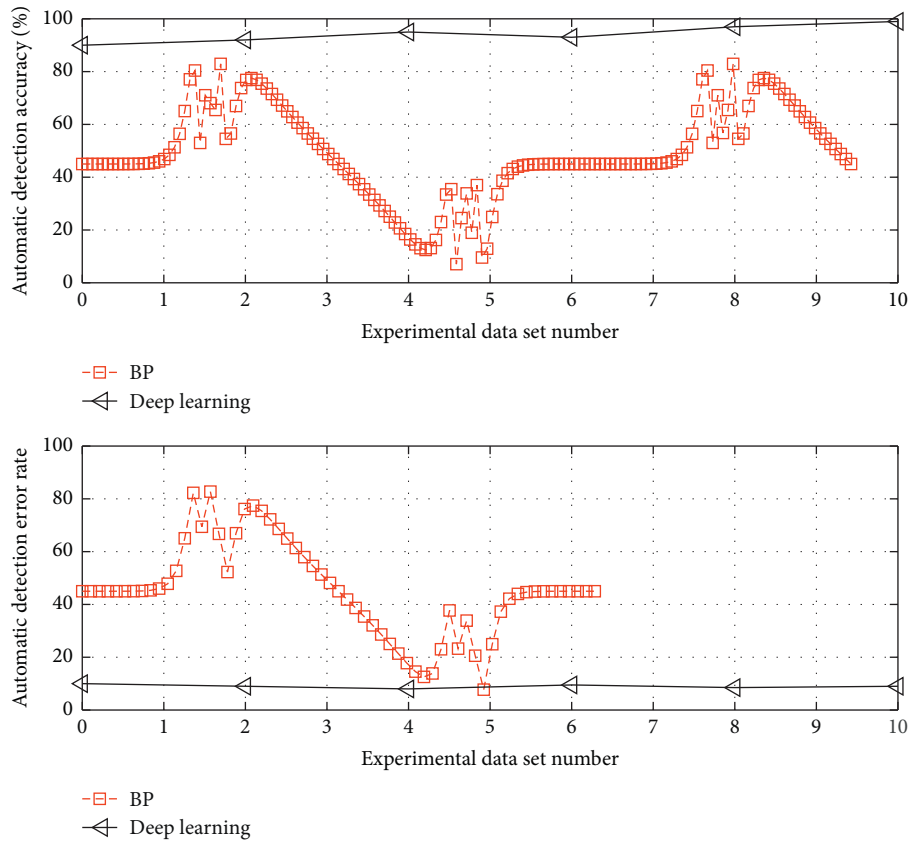 Automatic detection accuracy (%)
100
80
60
40
20
0
0 1 2 3 4 5 6 7 8 9 10
Experimental data set number
BP
Deep learning
Automatic detection error rate
100
80
60
40
20
0
0 1 2 3 4 5 6 7 8 9 10
Experimental data set number
BP
Deep learning